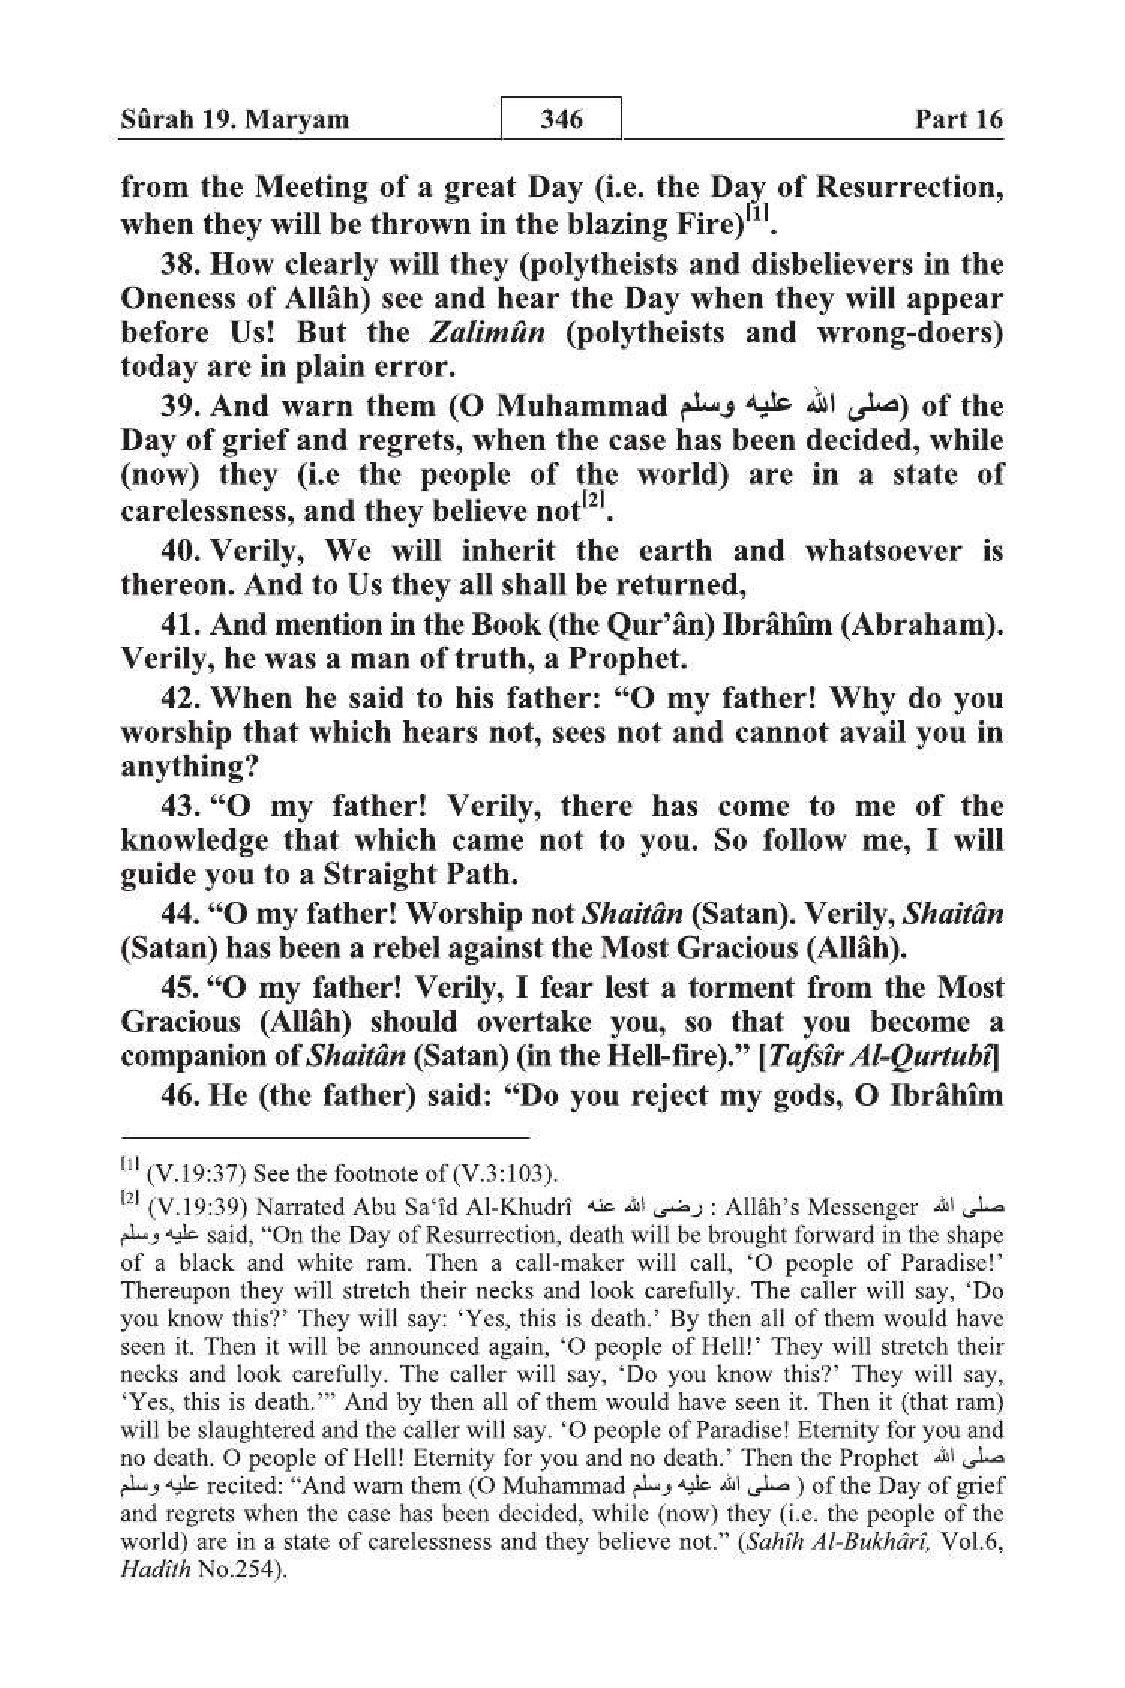 Sûrah 19. Maryam 346 Part 16
from the Meeting of a great Day (i.e. the Day of Resurrection,
when they will be thrown in the blazing Fire)[1].
38. How clearly will they (polytheists and disbelievers in the
Oneness of Allâh) see and hear the Day when they will appear
before Us! But the Zalimûn (polytheists and wrong-doers)
today are in plain error.
39. And warn them (O Muhammad صلى الله عليه وسلم) of the
Day of grief and regrets, when the case has been decided, while
(now) they (i.e the people of the world) are in a state of
carelessness, and they believe not[2].
40. Verily, We will inherit the earth and whatsoever is
thereon. And to Us they all shall be returned,
41. And mention in the Book (the Qur’ân) Ibrâhîm (Abraham).
Verily, he was a man of truth, a Prophet.
42. When he said to his father: “O my father! Why do you
worship that which hears not, sees not and cannot avail you in
anything?
43. “O my father! Verily, there has come to me of the
knowledge that which came not to you. So follow me, I will
guide you to a Straight Path.
44. “O my father! Worship not Shaitân (Satan). Verily, Shaitân
(Satan) has been a rebel against the Most Gracious (Allâh).
45. “O my father! Verily, I fear lest a torment from the Most
Gracious (Allâh) should overtake you, so that you become a
companion of Shaitân (Satan) (in the Hell-fire).” [Tafsîr Al-Qurtubî]
46. He (the father) said: “Do you reject my gods, O Ibrâhîm
[1] (V.19:37) See the footnote of (V.3:103).
[2] (V.19:39) Narrated Abu Sa‘îd Al-Khudrî رضى الله عنه : Allâh’s Messenger صلى الله
عليه وسلم said, “On the Day of Resurrection, death will be brought forward in the shape
of a black and white ram. Then a call-maker will call, ‘O people of Paradise!’
Thereupon they will stretch their necks and look carefully. The caller will say, ‘Do
you know this?’ They will say: ‘Yes, this is death.’ By then all of them would have
seen it. Then it will be announced again, ‘O people of Hell!’ They will stretch their
necks and look carefully. The caller will say, ‘Do you know this?’ They will say,
‘Yes, this is death.’” And by then all of them would have seen it. Then it (that ram)
will be slaughtered and the caller will say. ‘O people of Paradise! Eternity for you and
no death. O people of Hell! Eternity for you and no death.’ Then the Prophet صلى الله
عليه وسلم recited: “And warn them (O Muhammad صلى الله عليه وسلم ) of the Day of grief
and regrets when the case has been decided, while (now) they (i.e. the people of the
world) are in a state of carelessness and they believe not.” (Sahîh Al-Bukhârî, Vol.6,
Hadîth No.254).